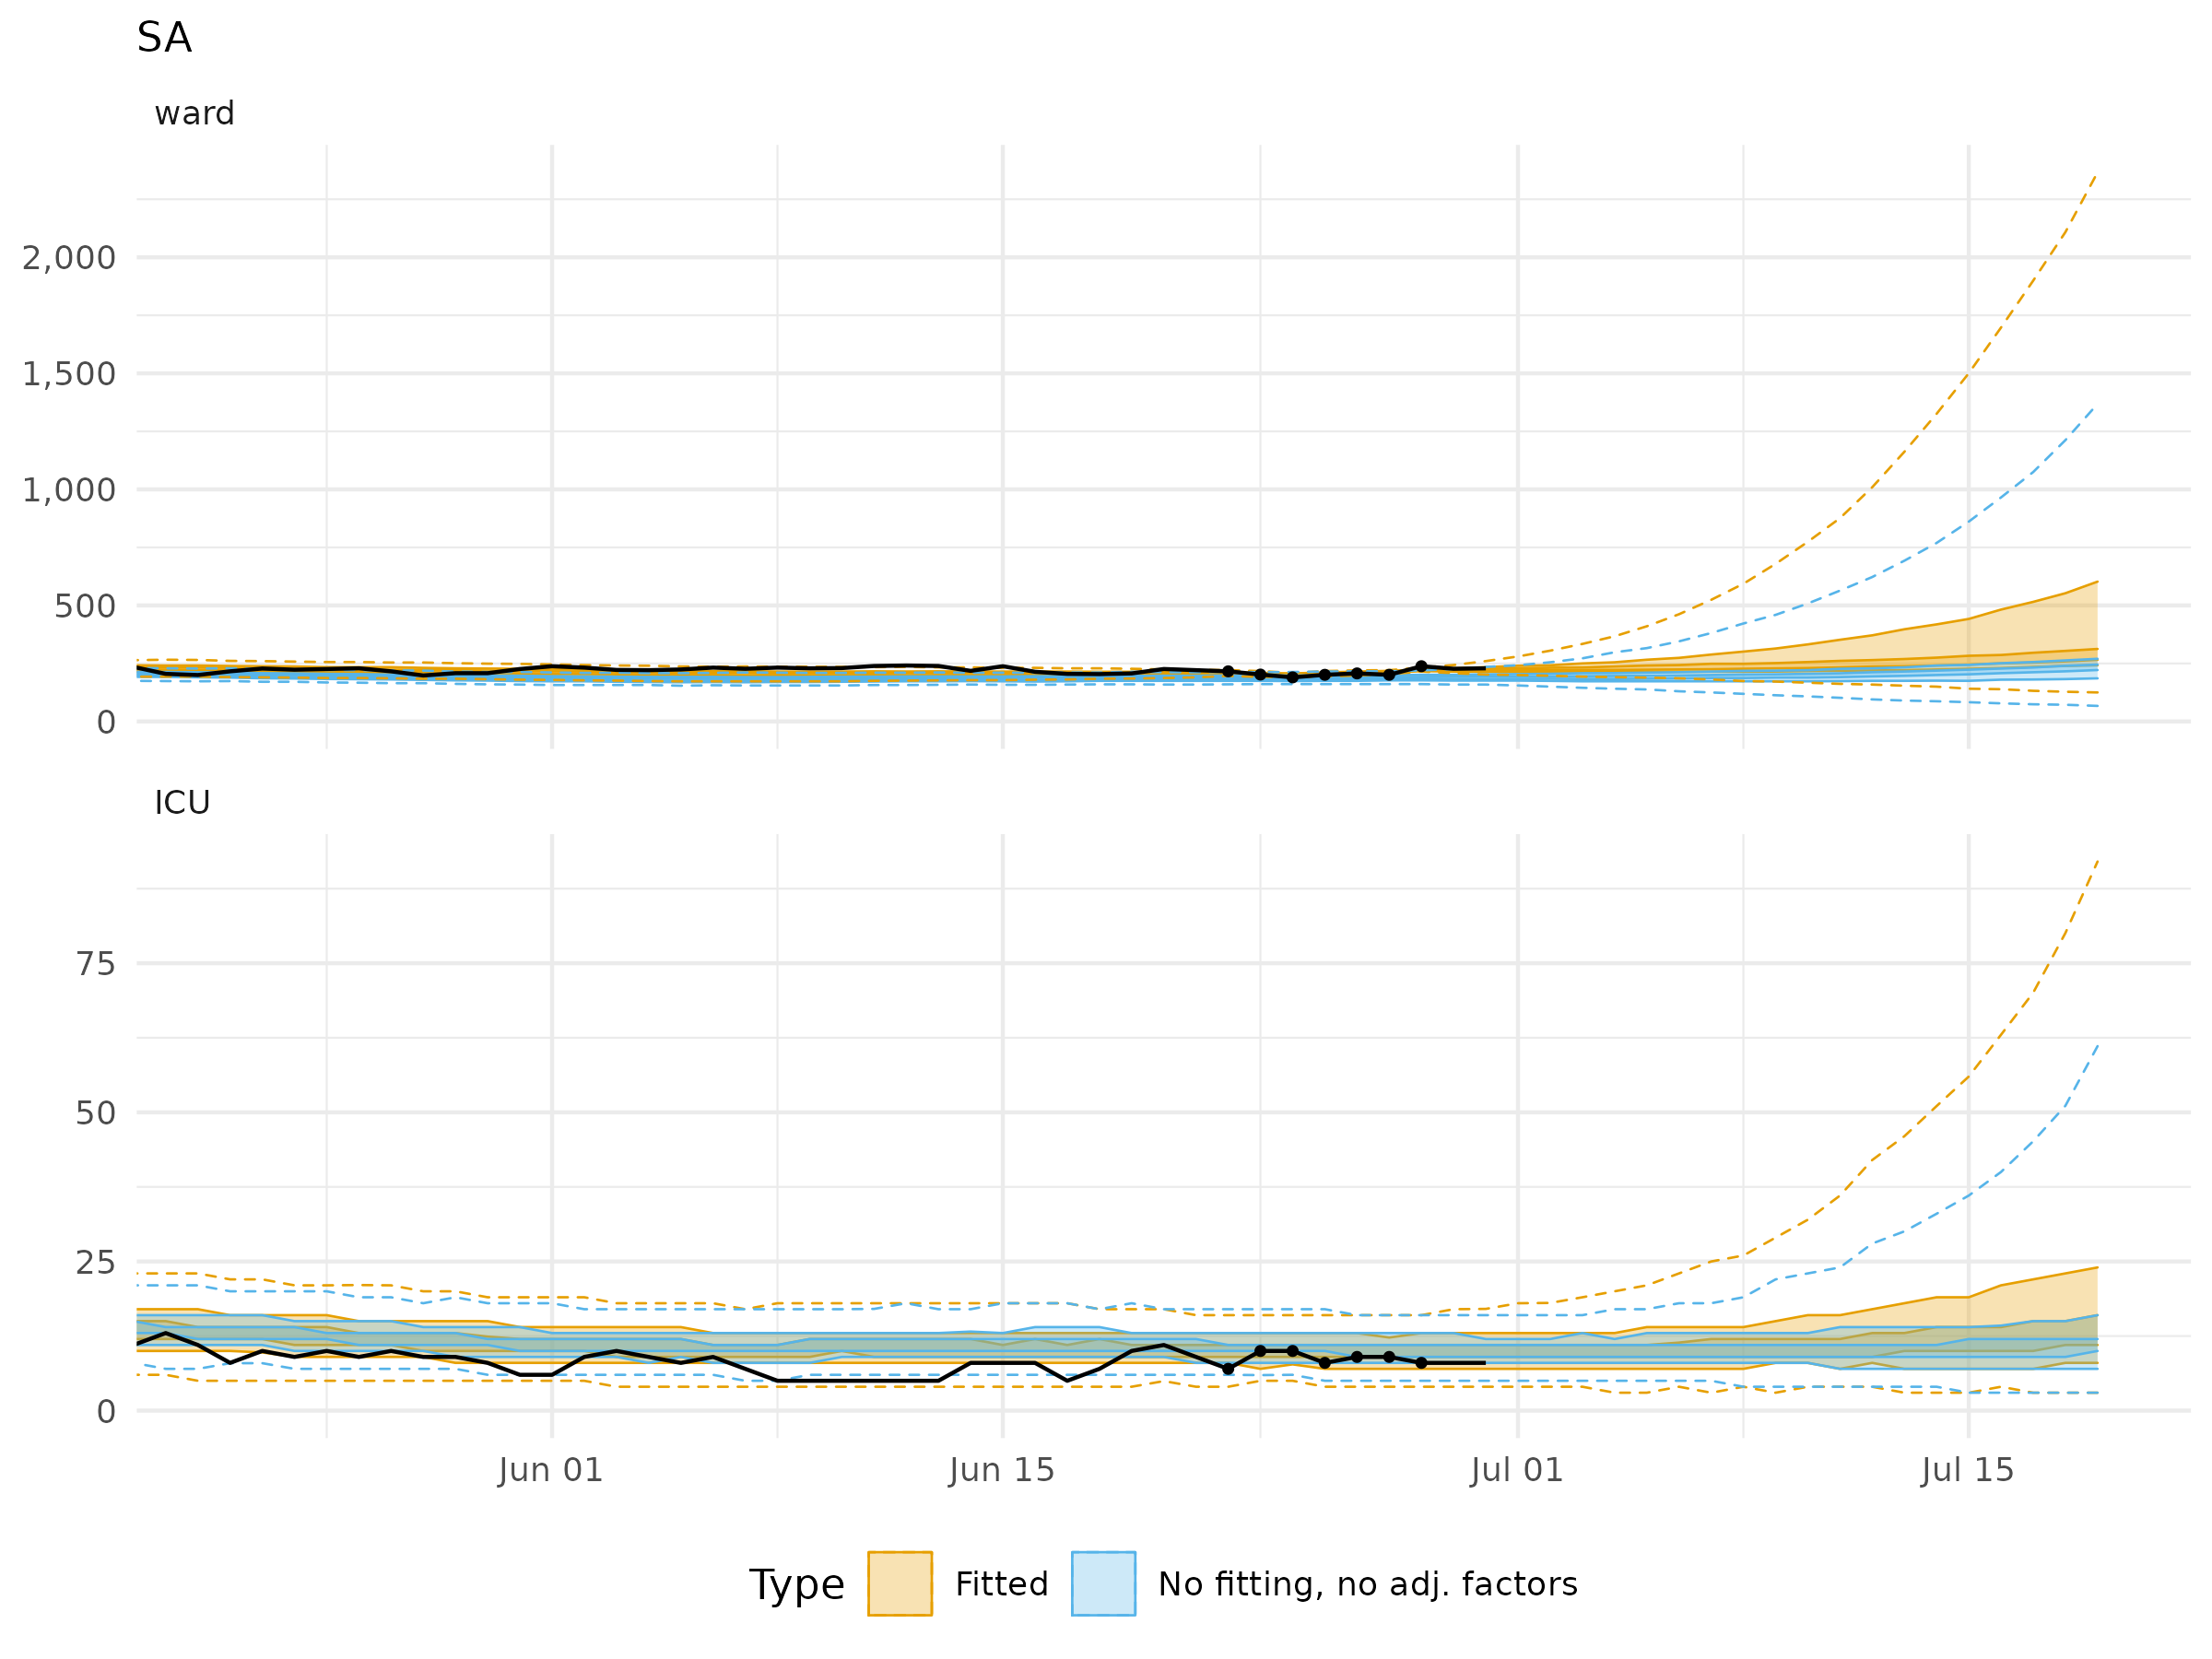 SA
ward
2,000
1,500
1,000
500
0
ICU
75
50
25
0
Jun 01 Jun 15 Jul 01 Jul 15
Type Fitted No fitting, no adj. factors